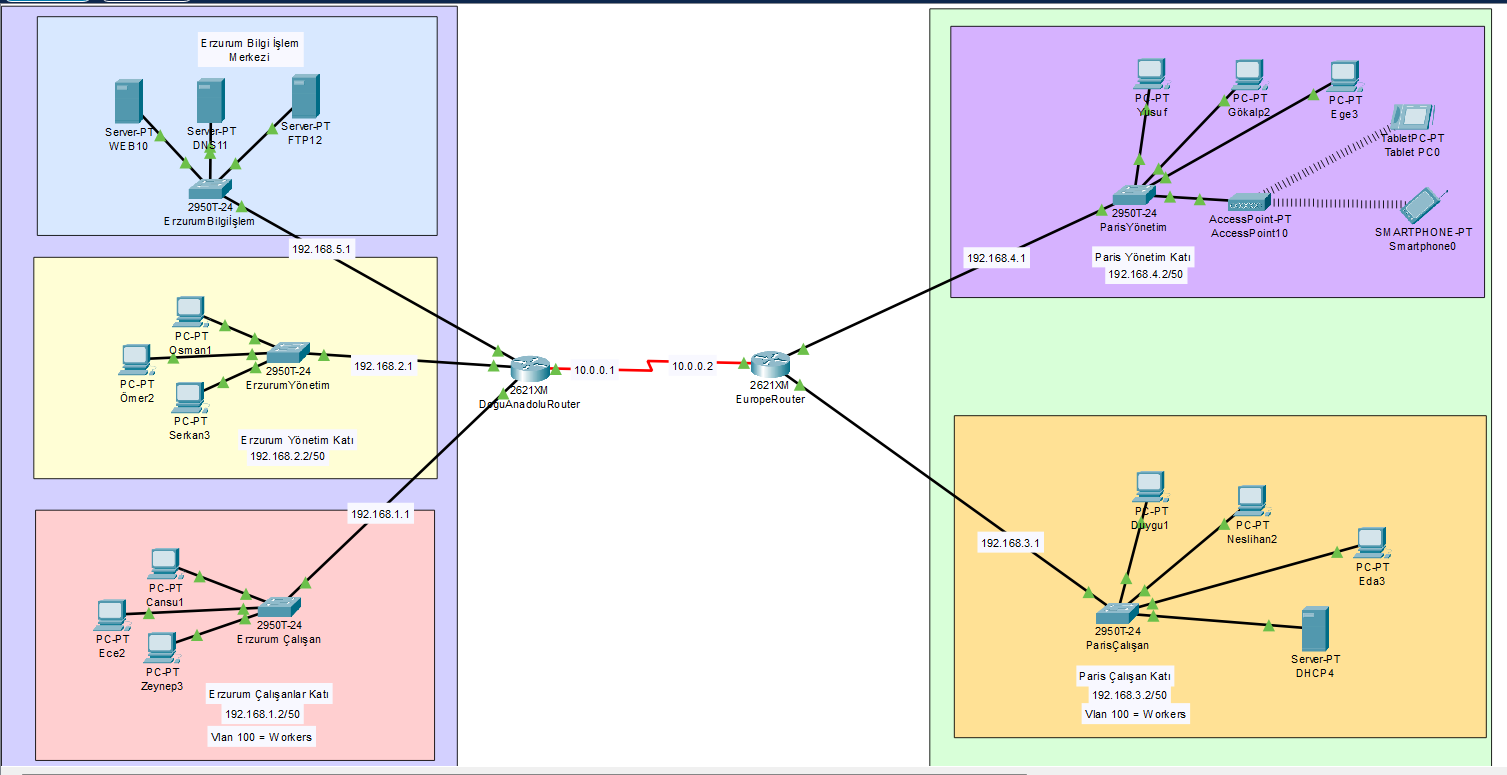 Erzurum Bilgi İşlem
Merkezi
Server-PT
WEB10
Server-PT
DNS11
Server-PT
FTP12
2950T-24
ErzurumBilgiİşlem
192.168.5.1
PC-PT
Osman1
PC-PT
Ömer2
PC-PT
Serkan3
2950T-24
ErzurumYönetim
192.168.2.1
Erzurum Yönetim Katı
192.168.2.2/50
192.168.1.1
PC-PT
Cansu1
PC-PT
Ece2
PC-PT
Zeynep3
2950T-24
Erzurum Çalışan
Erzurum Çalışanlar Katı
192.168.1.2/50
Vlan 100 = Workers
2621XM
DoğuAnadoluRouter
10.0.0.1
10.0.0.2
2621XM
EuropeRouter
PC-PT
Yusuf
PC-PT
Gökalp2
PC-PT
Ege3
TabletPC-PT
Tablet PC0
2950T-24
ParisYönetim
AccessPoint-PT
AccessPoint10
SMARTPHONE-PT
Smartphone0
192.168.4.1
Paris Yönetim Katı
192.168.4.2/50
192.168.3.1
PC-PT
Duygu1
PC-PT
Neslihan2
PC-PT
Eda3
2950T-24
ParisÇalışan
Server-PT
DHCP4
Paris Çalışan Katı
192.168.3.2/50
Vlan 100 = Workers